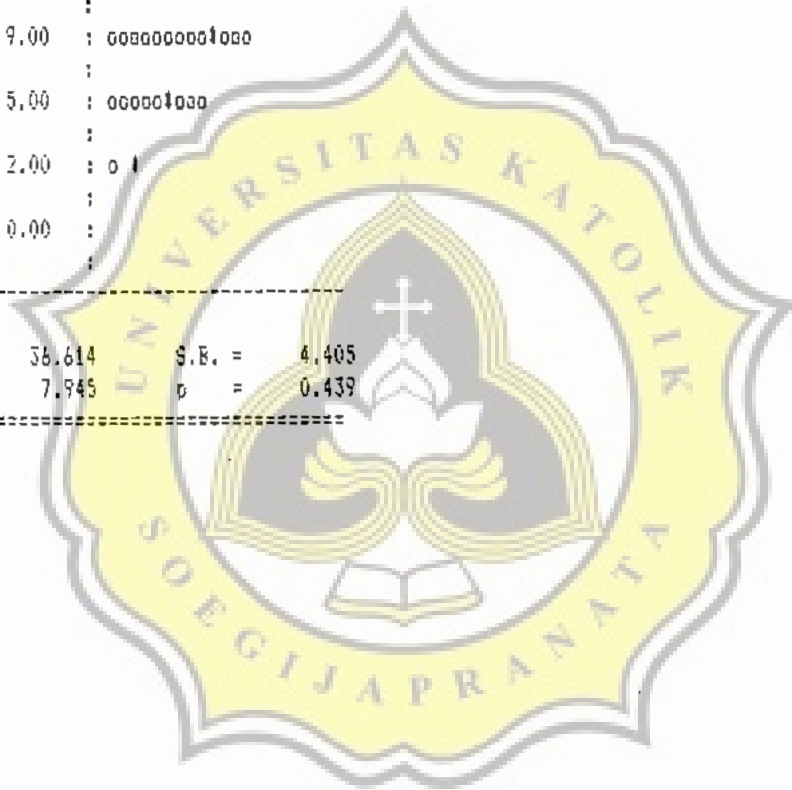 :
9.00 : ooooooooo*ooo
:
5.00 : ooooo*ooo
:
2.00 : o *
:
0.00 :
:
---------------------------------
36.614 S.B. = 4.405
7.945 p = 0.439
=================================
UNIVERSITAS KATOLIK
SOEGIJAPRANATA